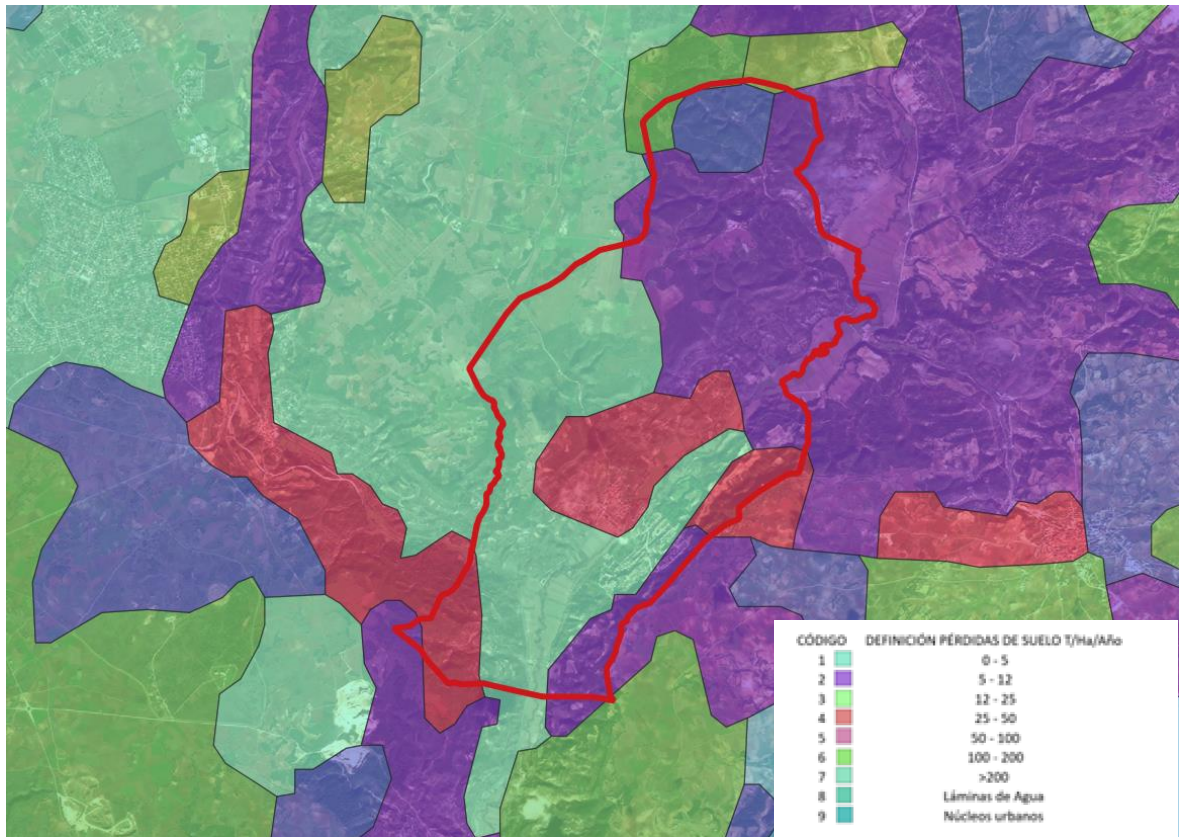 CÓDIGO DEFINICIÓN PÉRDIDAS DE SUELO T/Ha/Año
1 0 - 5
2 5 - 12
3 12 - 25
4 25 - 50
5 50 - 100
6 100 - 200
7 >200
8 Láminas de Agua
9 Núcleos urbanos